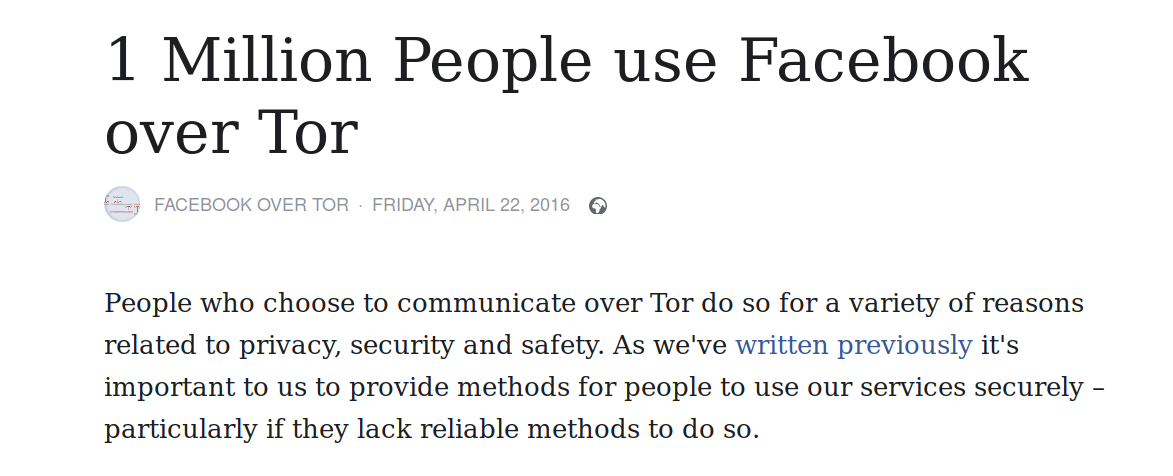 1 Million People use Facebook
over Tor
FACEBOOK OVER TOR · FRIDAY, APRIL 22, 2016
People who choose to communicate over Tor do so for a variety of reasons
related to privacy, security and safety. As we've written previously it's
important to us to provide methods for people to use our services securely –
particularly if they lack reliable methods to do so.